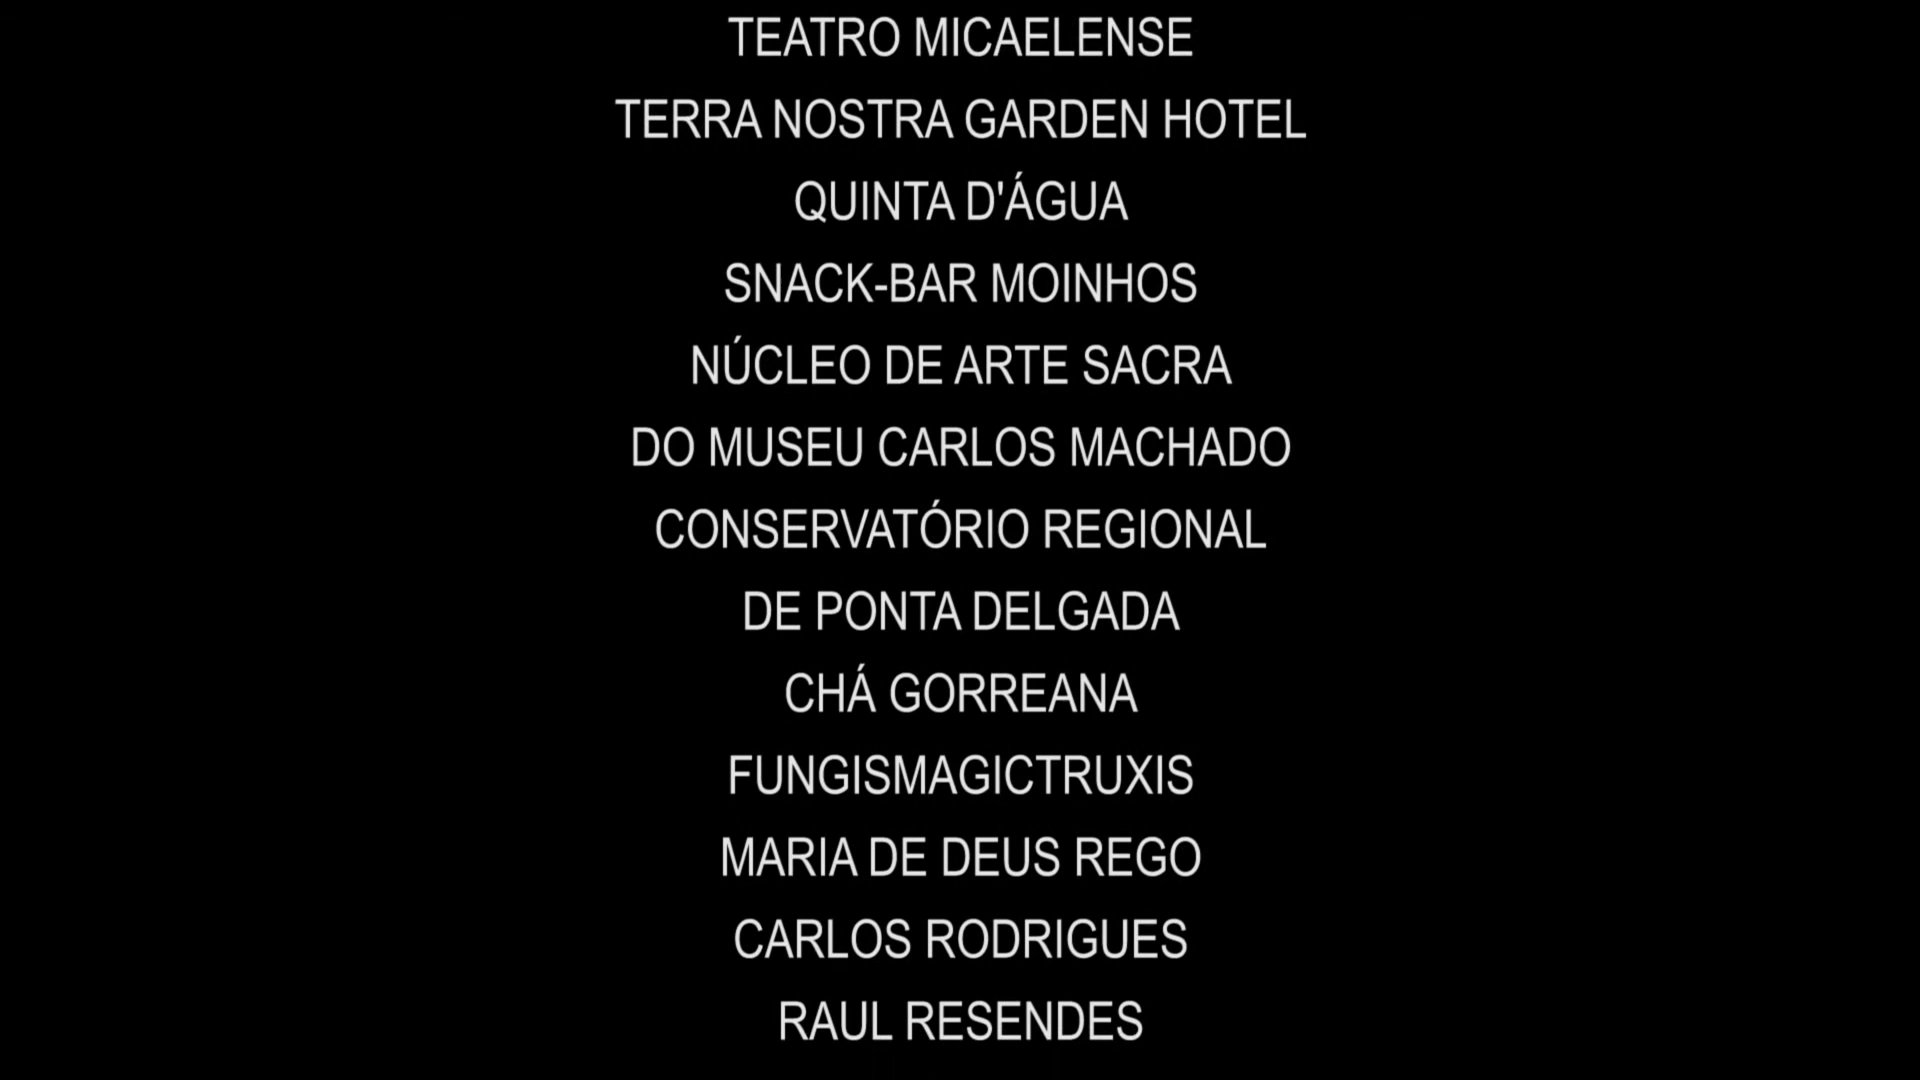 TEATRO MICAELENSE
TERRA NOSTRA GARDEN HOTEL
QUINTA D'ÁGUA
SNACK-BAR MOINHOS
NÚCLEO DE ARTE SACRA
DO MUSEU CARLOS MACHADO
CONSERVATÓRIO REGIONAL
DE PONTA DELGADA
CHÁ GORREANA
FUNGISMAGICTRUXIS
MARIA DE DEUS REGO
CARLOS RODRIGUES
RAUL RESENDES